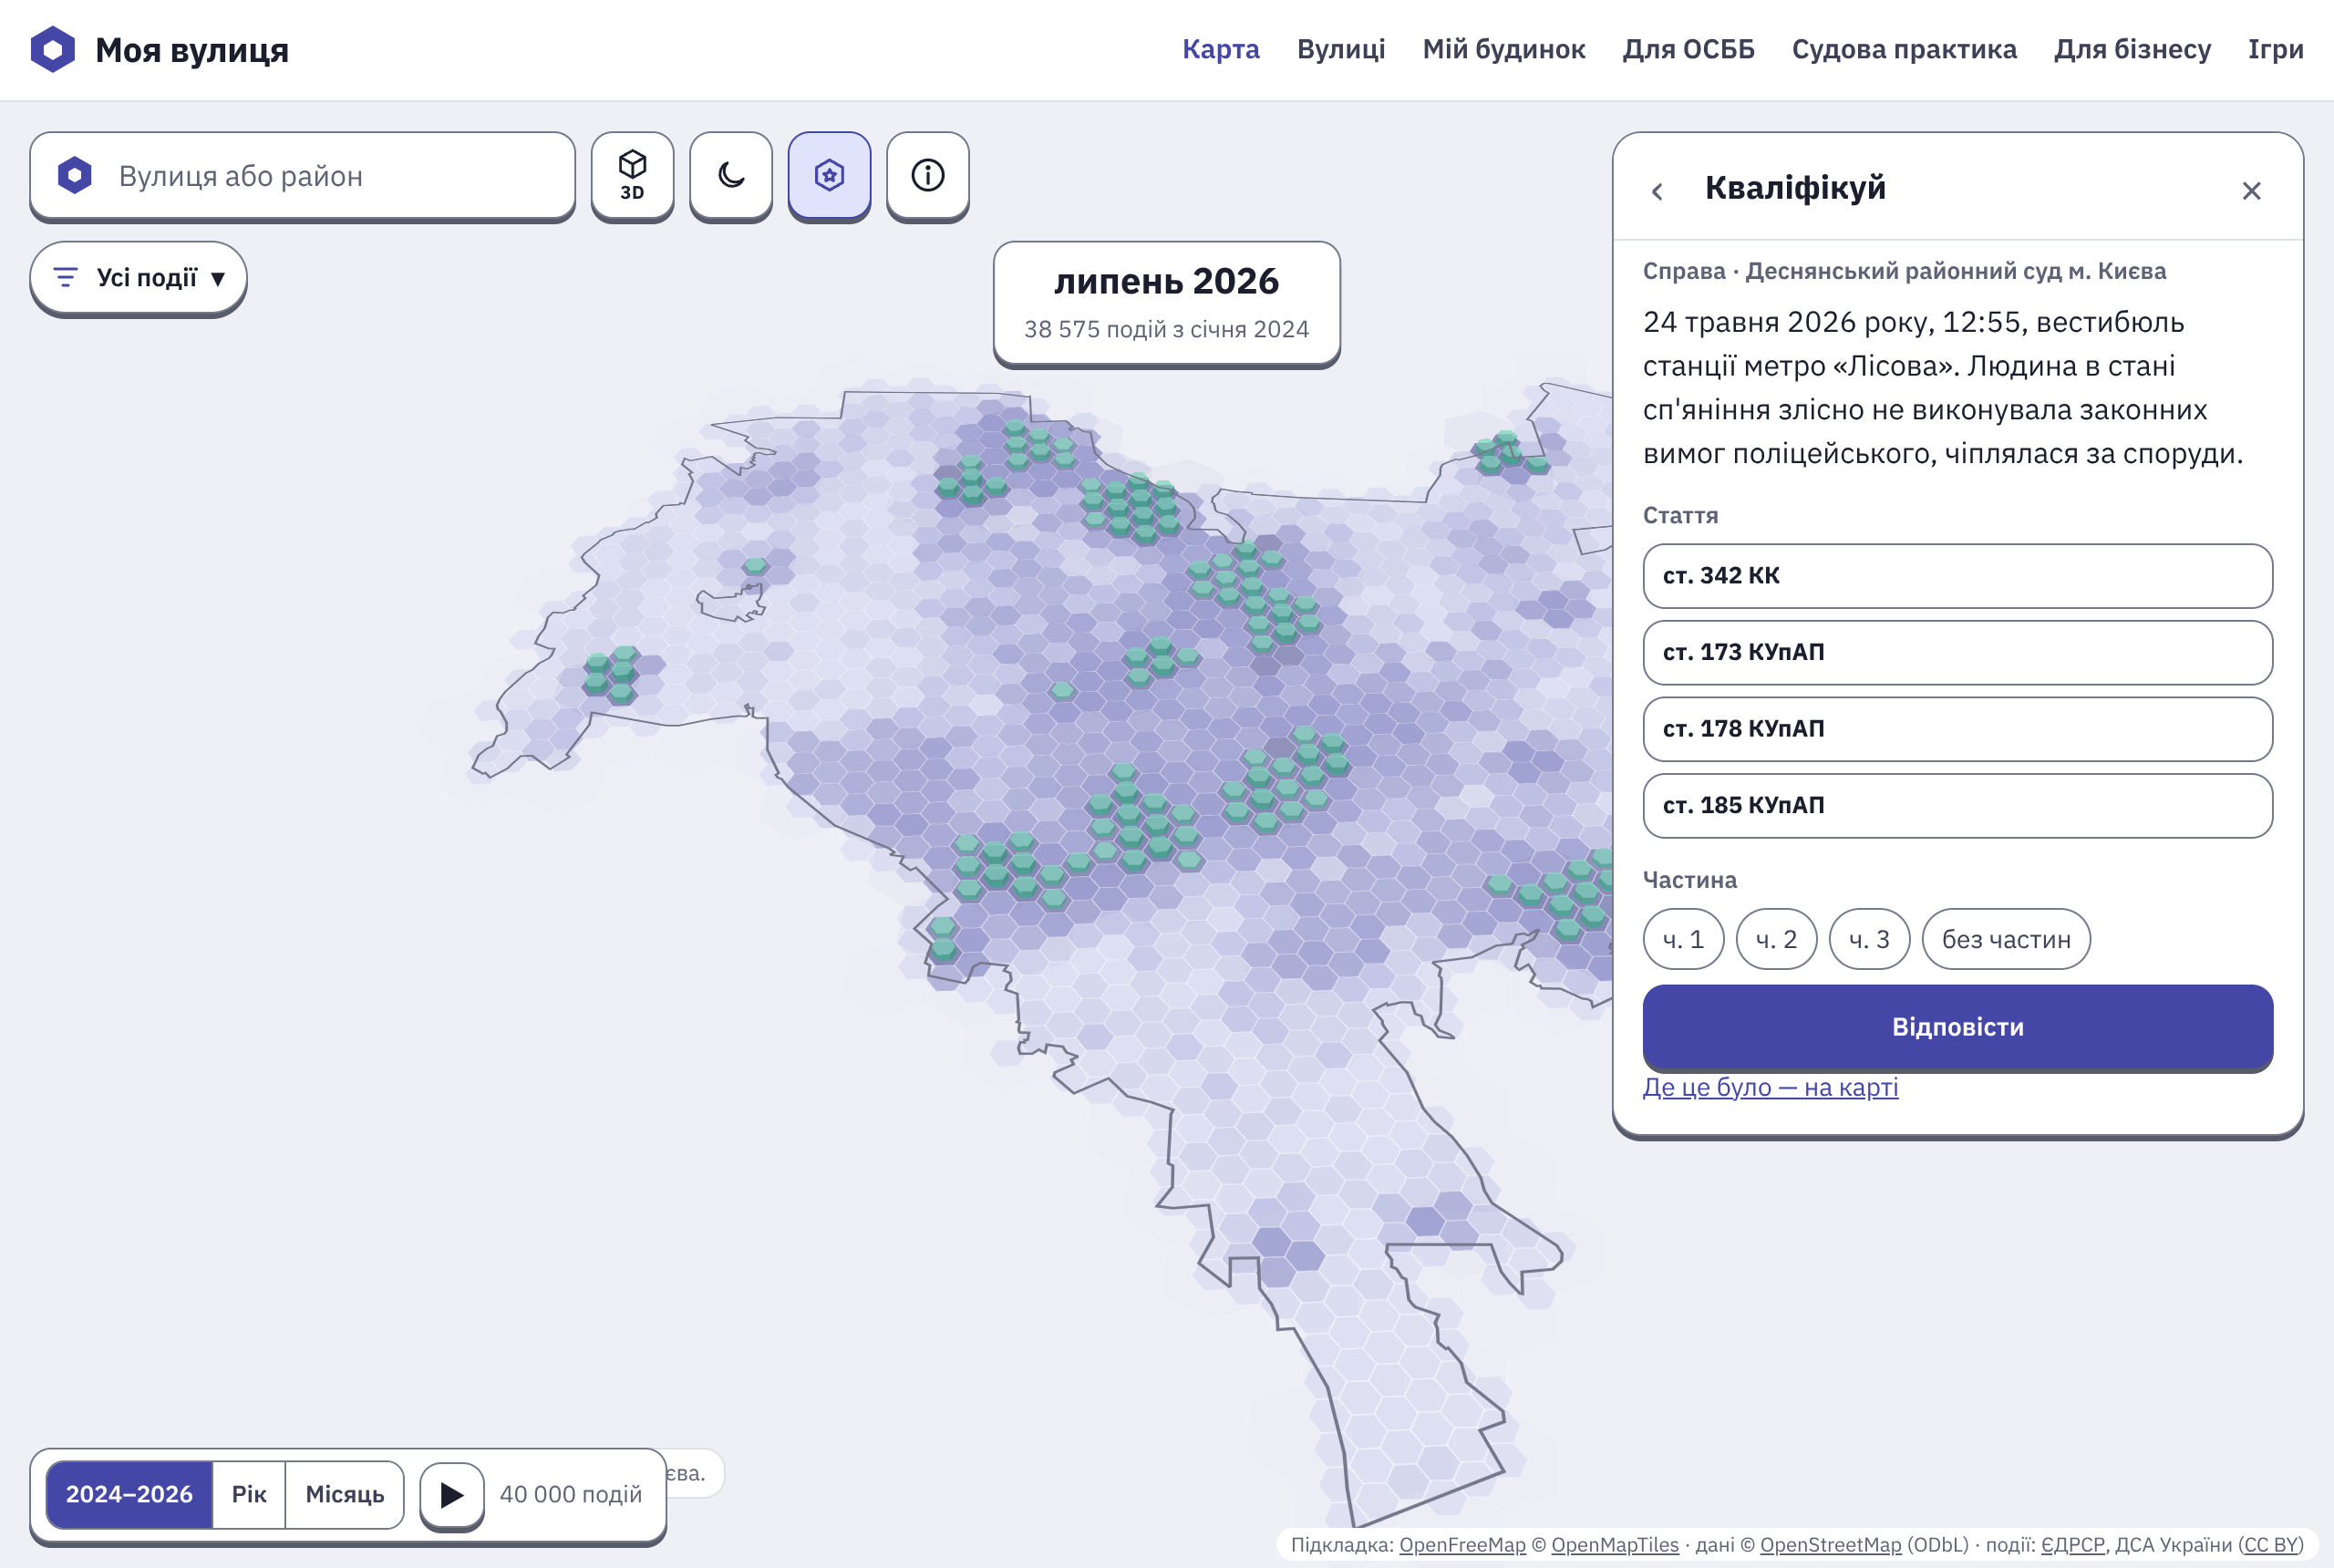 Моя вулиця
Карта Вулиці Мій будинок Для ОСББ Судова практика Для бізнесу Ігри
Вулиця або район
3D
Усі події ▼
липень 2026
38 575 подій з січня 2024
Кваліфікуй
Справа · Деснянський районний суд м. Києва
24 травня 2026 року, 12:55, вестибюль
станції метро «Лісова». Людина в стані
сп'яніння злісно не виконувала законних
вимог поліцейського, чіплялася за споруди.
Стаття
ст. 342 КК
ст. 173 КУпАП
ст. 178 КУпАП
ст. 185 КУпАП
Частина
ч. 1 ч. 2 ч. 3 без частин
Відповісти
Де це було — на карті
2024–2026 Рік Місяць 40 000 подій
єва.
Підкладка: OpenFreeMap © OpenMapTiles · дані © OpenStreetMap (ODbL) · події: ЄДРСР, ДСА України (CC BY)